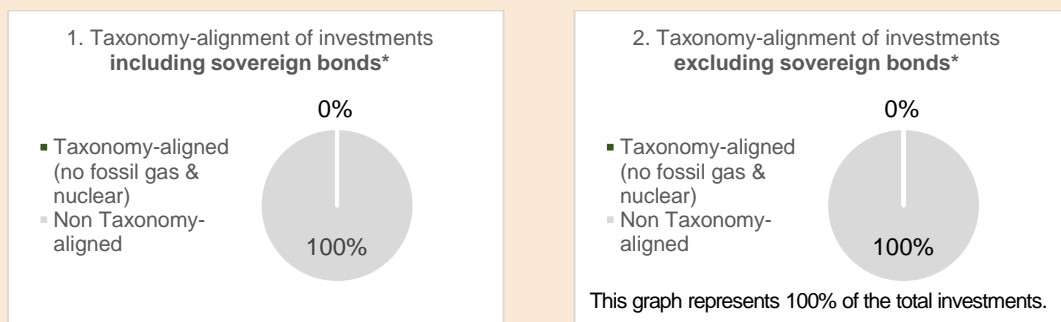 1. Taxonomy-alignment of investments
including sovereign bonds*
0%
Taxonomy-aligned
(no fossil gas &
nuclear)
Non Taxonomy-
aligned
100%
2. Taxonomy-alignment of investments
excluding sovereign bonds*
0%
Taxonomy-aligned
(no fossil gas &
nuclear)
Non Taxonomy-
aligned
100%
This graph represents 100% of the total investments.